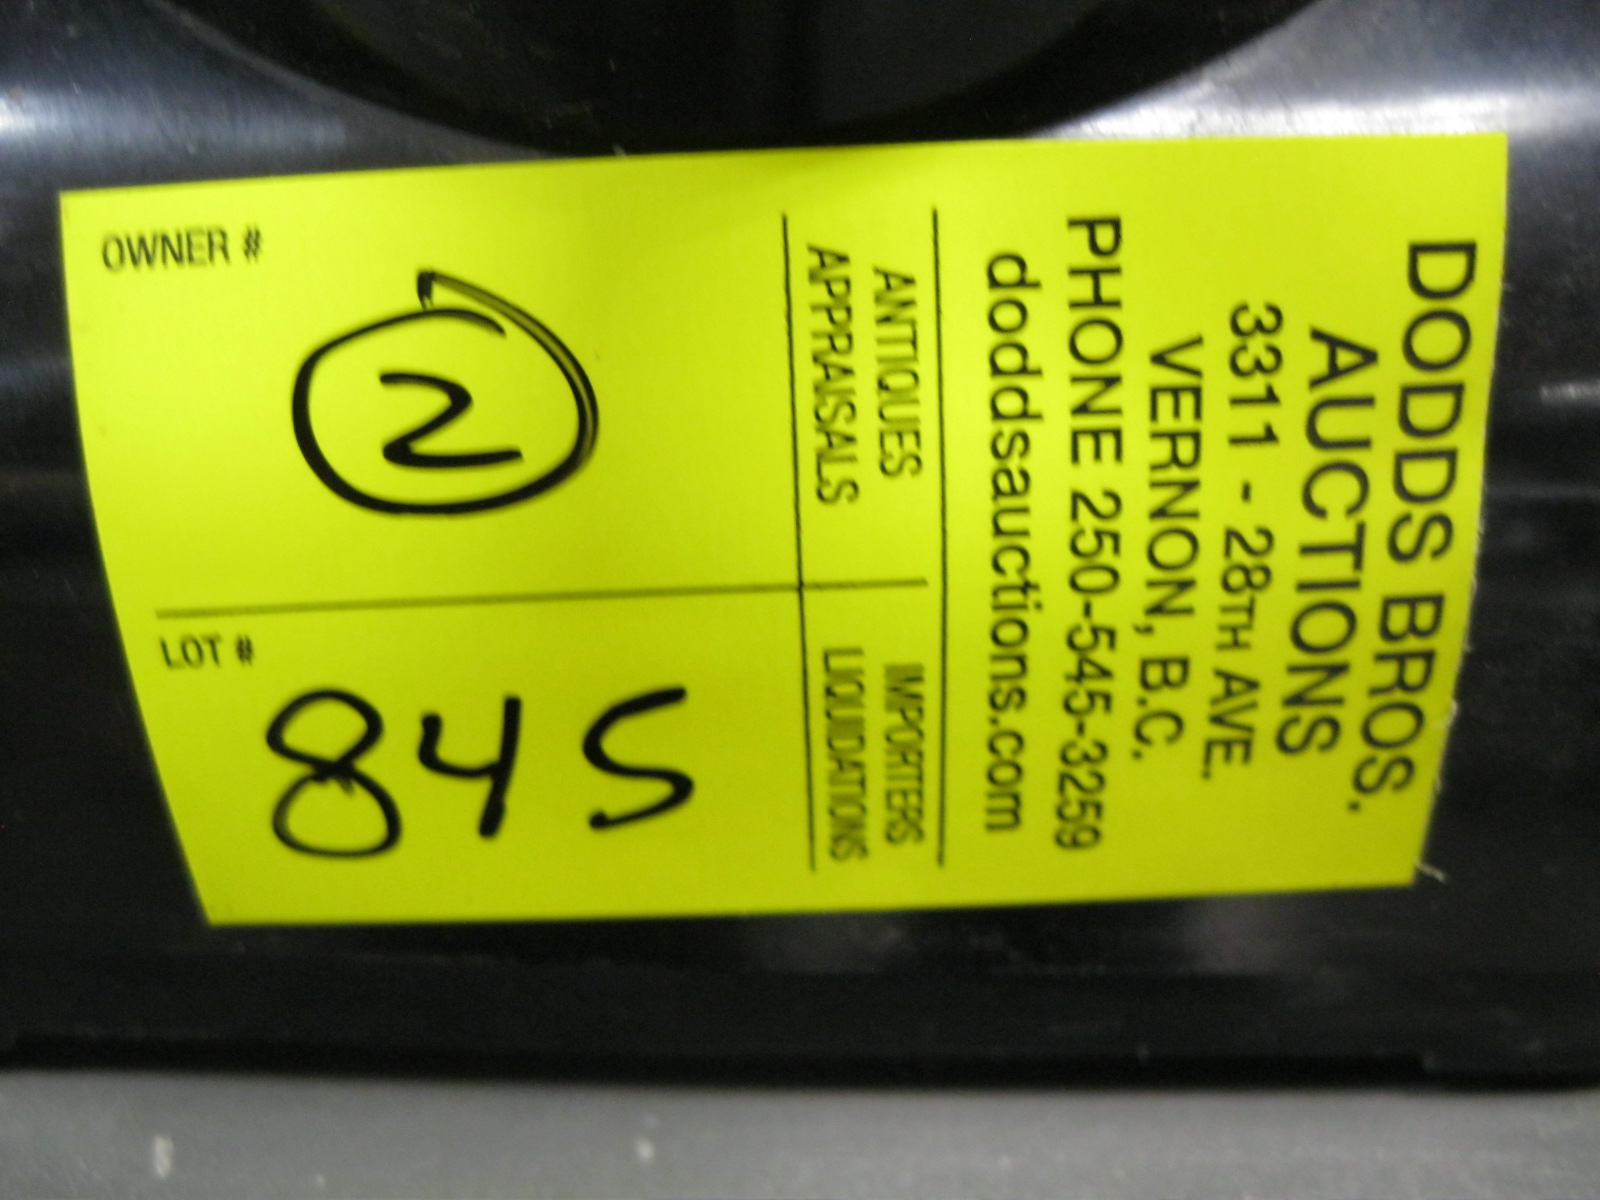 DODDS BROS.
AUCTIONS
3311 - 28TH AVE.
VERNON, B.C.
PHONE 250-545-3259
doddsauctions.com
ANTIQUES
APPRAISALS
IMPORTERS
LIQUIDATIONS
OWNER #
N
LOT #
845